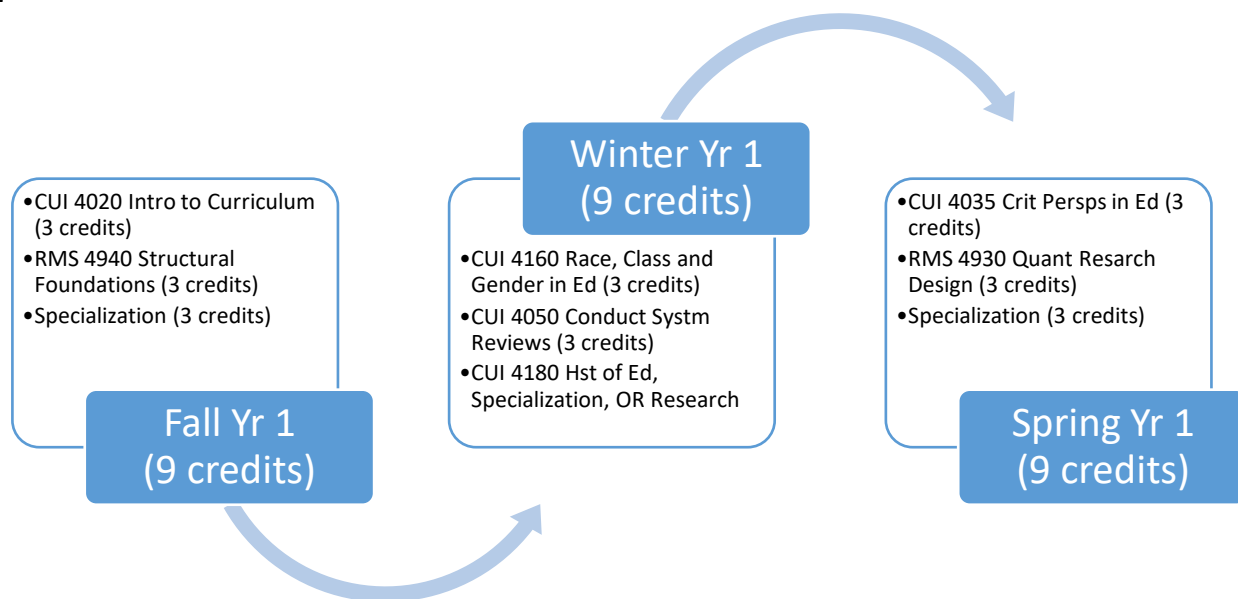 •CUI 4020 Intro to Curriculum
(3 credits)
•RMS 4940 Structural
Foundations (3 credits)
•Specialization (3 credits)
Fall Yr 1
(9 credits)
Winter Yr 1
(9 credits)
•CUI 4160 Race, Class and
Gender in Ed (3 credits)
•CUI 4050 Conduct Systm
Reviews (3 credits)
•CUI 4180 Hst of Ed,
Specialization, OR Research
•CUI 4035 Crit Persps in Ed (3
credits)
•RMS 4930 Quant Resarch
Design (3 credits)
•Specialization (3 credits)
Spring Yr 1
(9 credits)